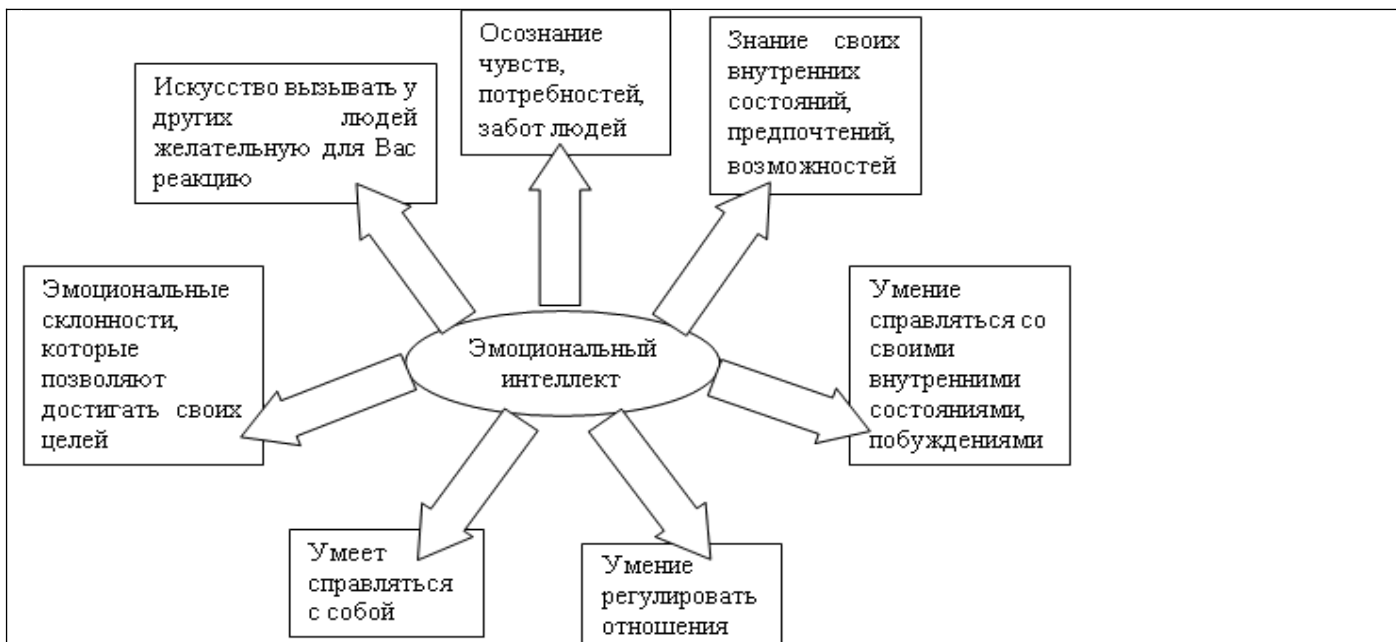 Осознание
чувств,
потребностей,
забот людей
Знание своих
внутренних
состояний,
предпочтений,
возможностей
Искусство вызывать у
других людей
желательную для Вас
реакцию
Эмоциональные
склонности,
которые
позволяют
достигать своих
целей
Эмоциональный
интеллект
Умение
справляться со
своими
внутренними
состояниями,
побуждениями
Умеет
справляться
с собой
Умение
регулировать
отношения